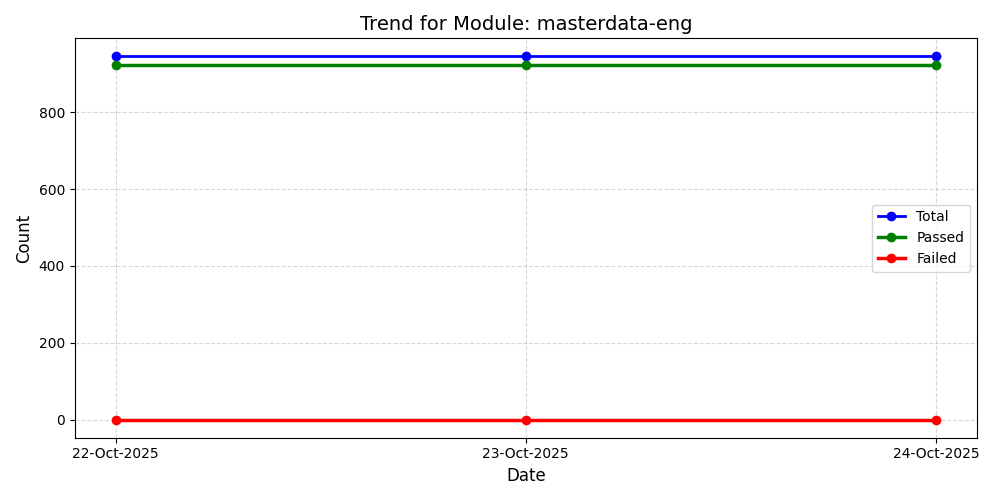 Trend for Module: masterdata-eng
Count
800
600
400
200
0
Total
Passed
Failed
22-Oct-2025
23-Oct-2025
24-Oct-2025
Date